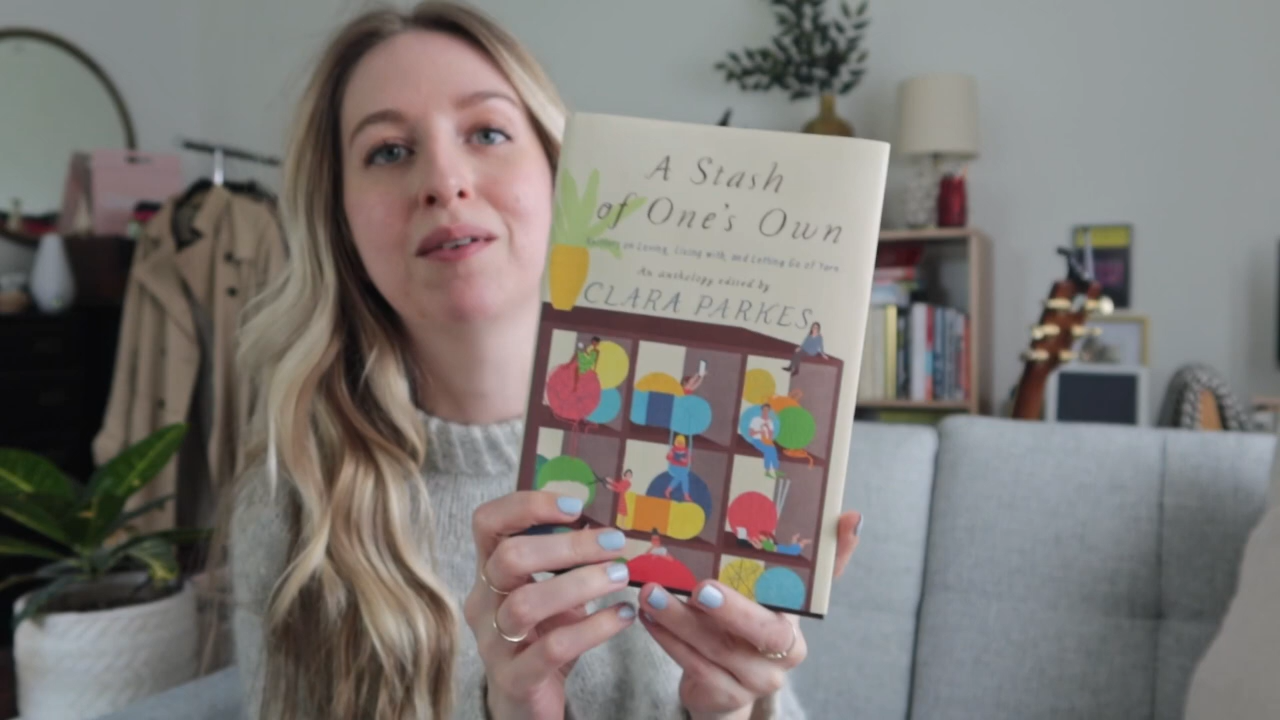 A Stash
of One's Own
Knitters on Loving, Living with, and Letting Go of Yarn
An anthology edited by
CLARA PARKES